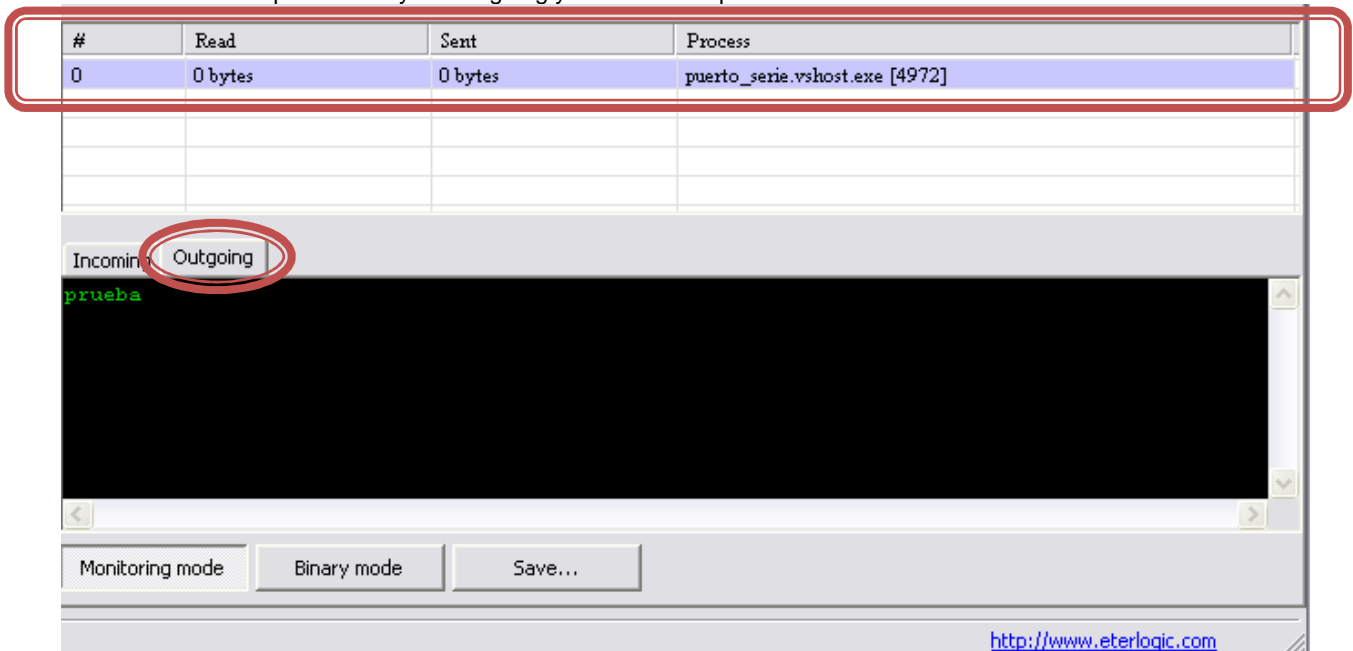 # Read Sent Process
0 0 bytes 0 bytes puerto_serie.vshost.exe [4972]
Incoming Outgoing
prueba
Monitoring mode Binary mode Save...
http://www.eterlogic.com